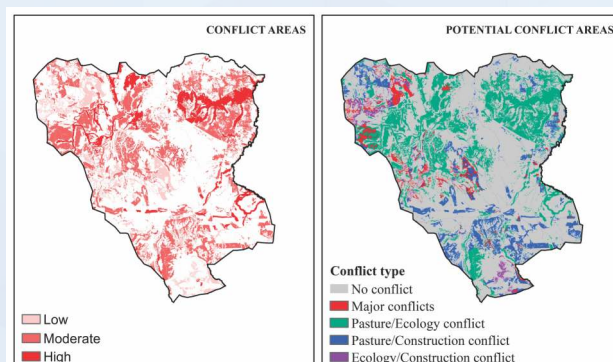 CONFLICT AREAS
Low
Moderate
High
POTENTIAL CONFLICT AREAS
Conflict type
No conflict
Major conflicts
Pasture/Ecology conflict
Pasture/Construction conflict
Ecology/Construction conflict